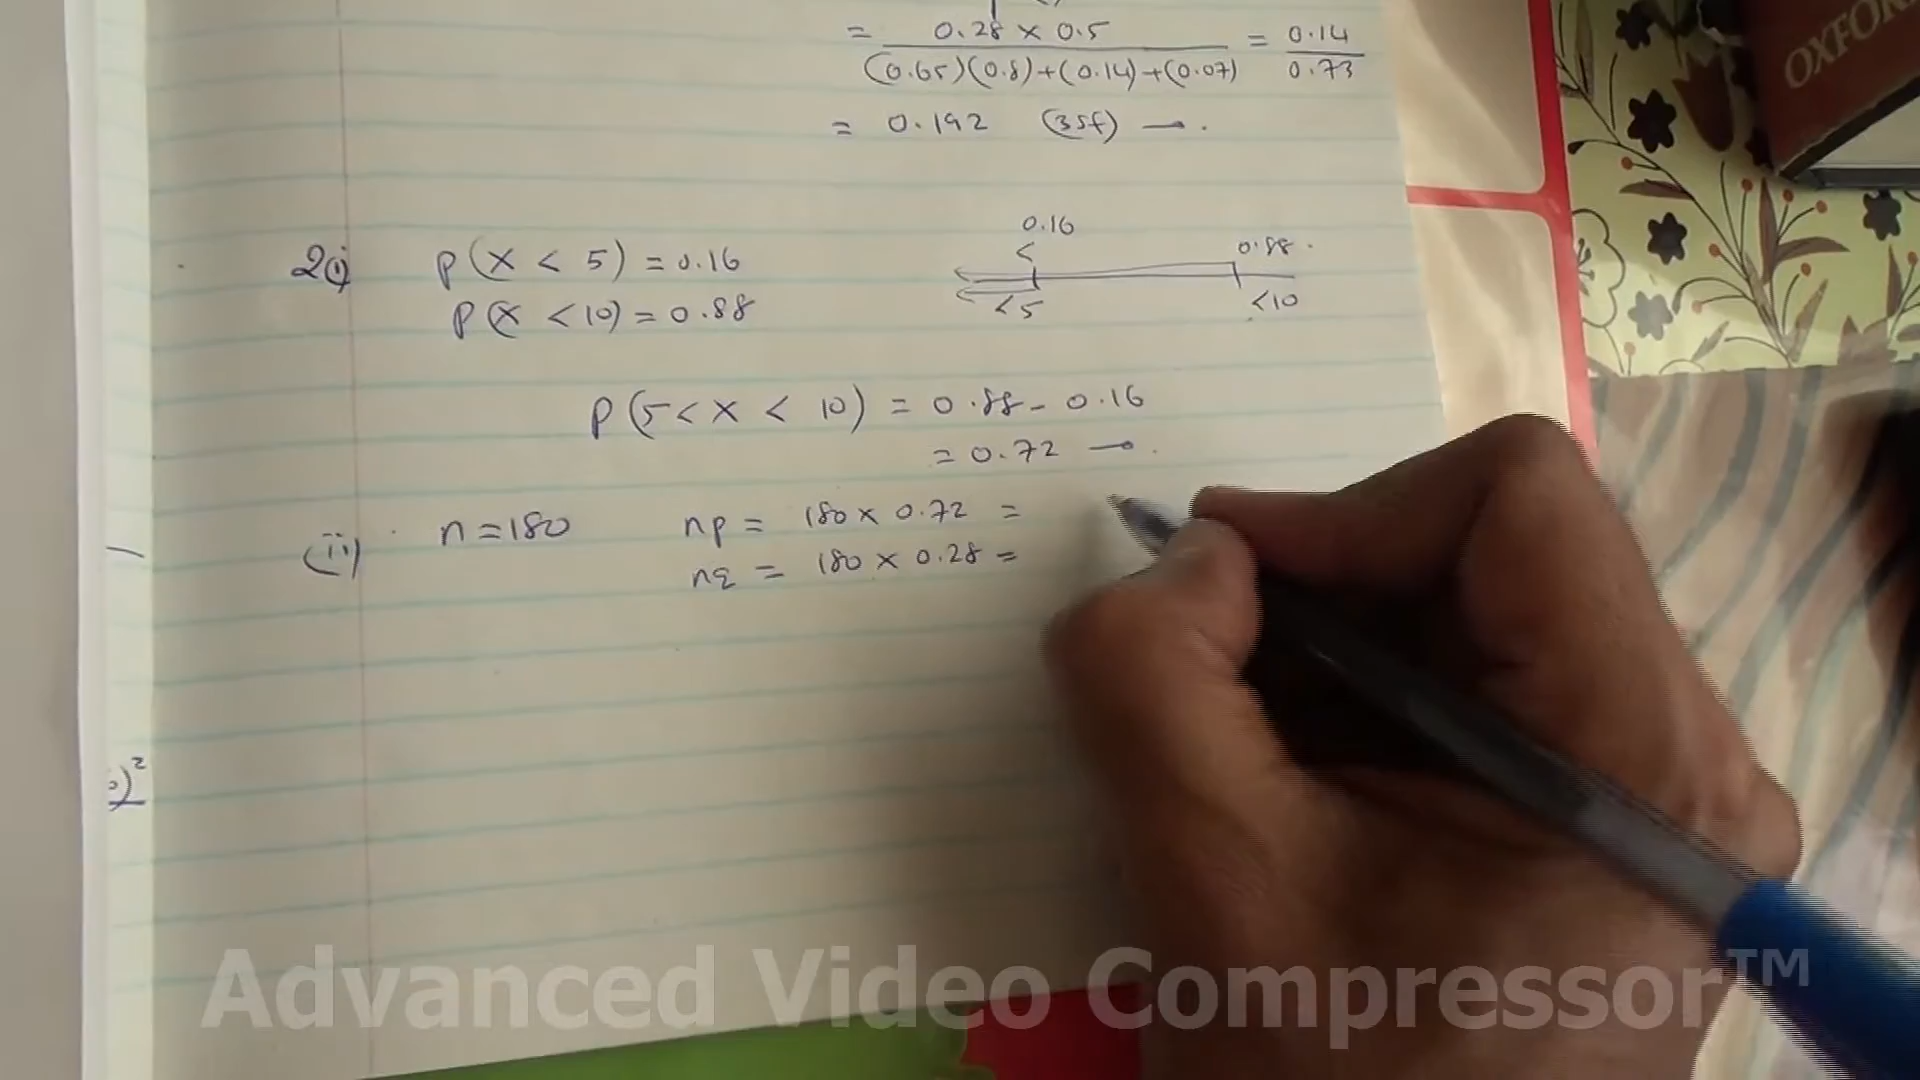 = 0.28 × 0.5 / (0.65)(0.8)+(0.14)+(0.07) = 0.14 / 0.73
= 0.192 (3sf)
2(i) P(X < 5) = 0.16
P(X < 10) = 0.88
0.16
<
0.88
<5
<10
P(5 < X < 10) = 0.88 - 0.16
= 0.72
(ii) n = 180
np = 180 × 0.72 =
nq = 180 × 0.28 =
)²
OXFOR
Advanced Video Compressor™